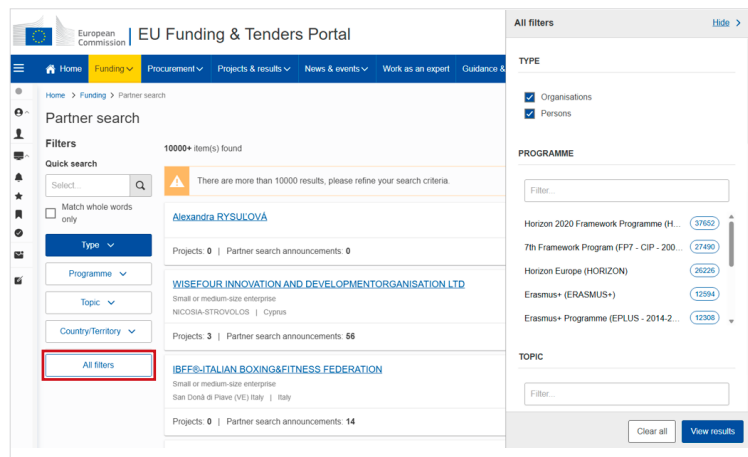 European
Commission
EU Funding & Tenders Portal
Home
Funding
Procurement
Projects & results
News & events
Work as an expert
Guidance &
Home > Funding > Partner search
Partner search
Filters
Quick search
Select...
Match whole words
only
Type
Programme
Topic
Country/Territory
All filters
10000+ item(s) found
There are more than 10000 results, please refine your search criteria.
Alexandra RYSUĽOVÁ
Projects: 0 | Partner search announcements: 0
WISEFOUR INNOVATION AND DEVELOPMENTORGANISATION LTD
Small or medium-size enterprise
NICOSIA-STROVOLOS | Cyprus
Projects: 3 | Partner search announcements: 56
IBFF®-ITALIAN BOXING&FITNESS FEDERATION
Small or medium-size enterprise
San Donà di Piave (VE) Italy | Italy
Projects: 0 | Partner search announcements: 14
All filters
Hide >
TYPE
Organisations
Persons
PROGRAMME
Filter...
Horizon 2020 Framework Programme (H... 37652
7th Framework Program (FP7 - CIP - 200... 27490
Horizon Europe (HORIZON) 26226
Erasmus+ (ERASMUS+) 12594
Erasmus+ Programme (EPLUS - 2014-2... 12308
TOPIC
Filter...
Clear all
View results